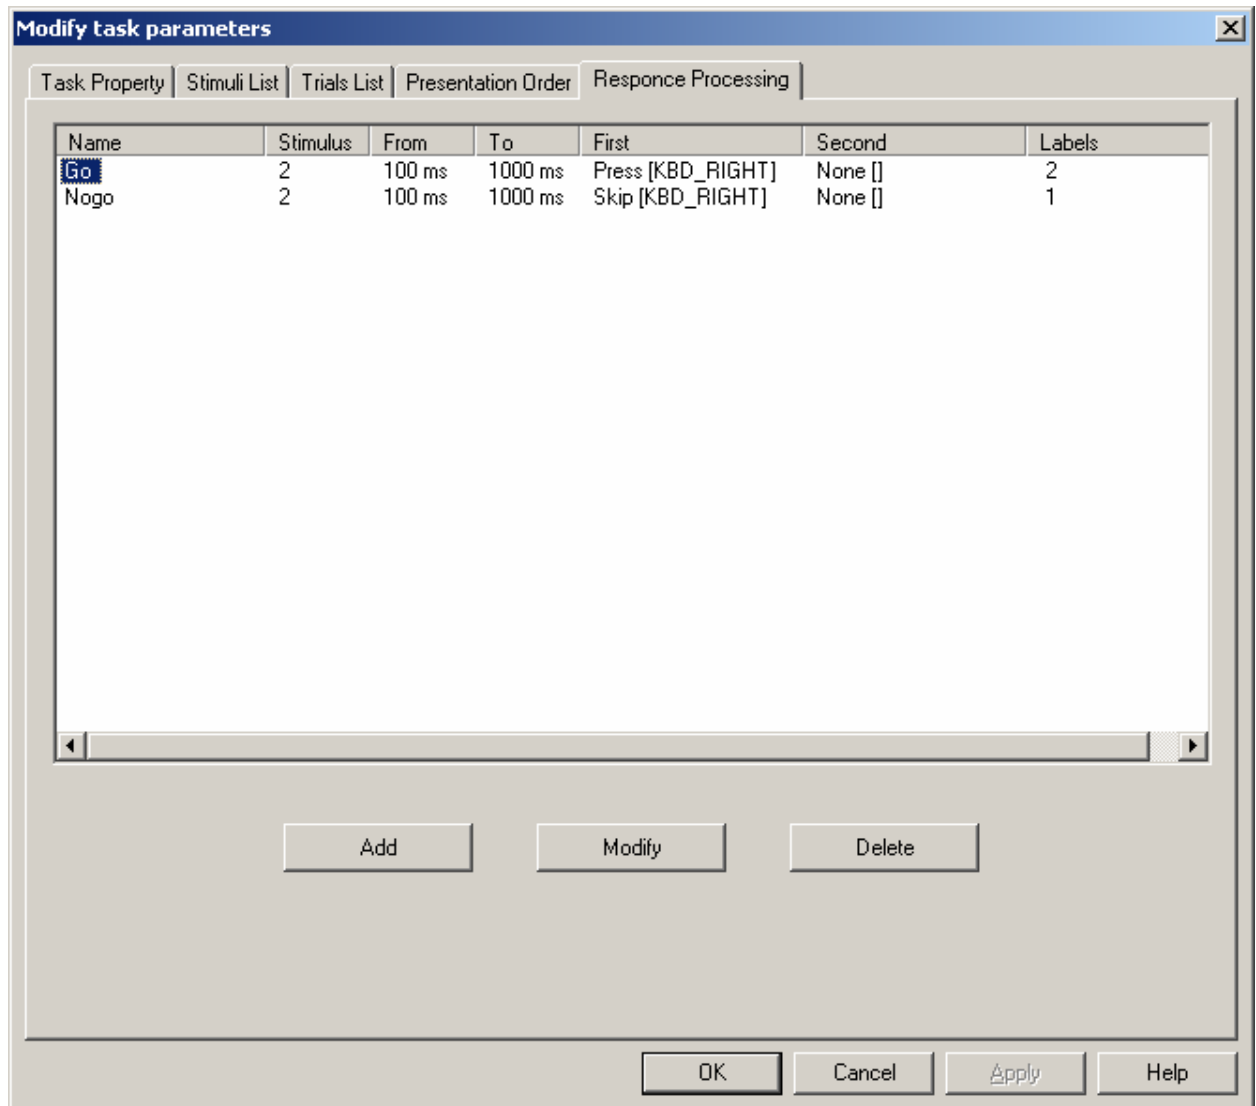 Modify task parameters
Task Property Stimuli List Trials List Presentation Order Responce Processing
Name Stimulus From To First Second Labels
Go 2 100 ms 1000 ms Press [KBD_RIGHT] None [] 2
Nogo 2 100 ms 1000 ms Skip [KBD_RIGHT] None [] 1
Add Modify Delete
OK Cancel Apply Help